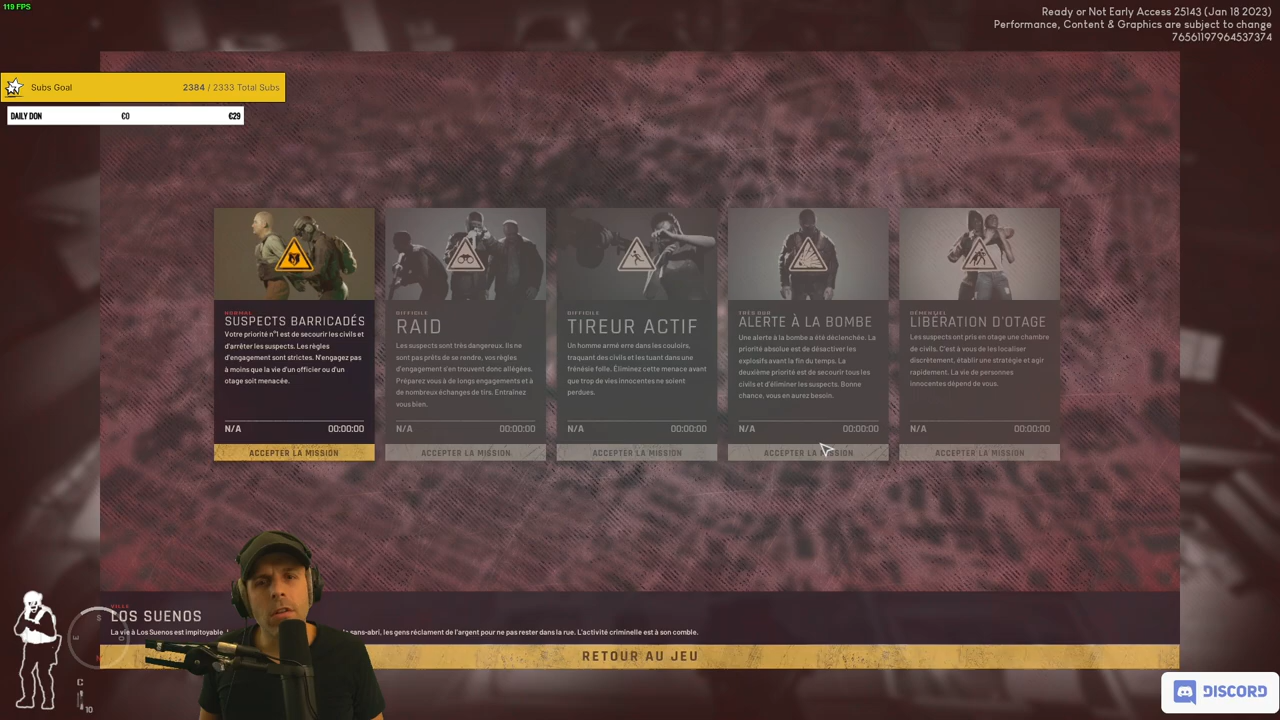 119 FPS
Ready or Not Early Access 25143 (Jan 18 2023)
Performance, Content & Graphics are subject to change
76561197964537374
Subs Goal
2384 / 2333 Total Subs
DAILY DON
€0
€29
NORMAL
SUSPECTS BARRICADÉS
Votre priorité n°1 est de secourir les civils et
d'arrêter les suspects. Les règles
d'engagement sont strictes. N'engagez pas
à moins que la vie d'un officier ou d'un
otage soit menacée.
N/A
00:00:00
ACCEPTER LA MISSION
DIFFICILE
RAID
Les suspects sont très dangereux. Ils ne
sont pas prêts de se rendre, vos règles
d'engagement s'en trouvent donc allégées.
Préparez vous à de longs engagements et à
de nombreux échanges de tirs. Entraînez
vous bien.
N/A
00:00:00
ACCEPTER LA MISSION
DIFFICILE
TIREUR ACTIF
Un homme armé erre dans les couloirs,
traquant des civils et les tuant dans une
frénésie folle. Éliminez cette menace avant
que trop de vies innocentes ne soient
perdues.
N/A
00:00:00
ACCEPTER LA MISSION
TRÈS DUR
ALERTE À LA BOMBE
Une alerte à la bombe a été déclenchée. La
priorité absolue est de désactiver les
explosifs avant la fin du temps. La
deuxième priorité est de secourir tous les
civils et d'éliminer les suspects. Bonne
chance, vous en aurez besoin.
N/A
00:00:00
ACCEPTER LA MISSION
DÉMENTIEL
LIBÉRATION D'OTAGE
Les suspects ont pris en otage une chambre
de civils. C'est à vous de les localiser
discrètement, établir une stratégie et agir
rapidement. La vie de personnes
innocentes dépend de vous.
N/A
00:00:00
ACCEPTER LA MISSION
VILLE
LOS SUENOS
La vie à Los Suenos est impitoyable, sans-abri, les gens réclament de l'argent pour ne pas rester dans la rue. L'activité criminelle est à son comble.
RETOUR AU JEU
S
E
C
10
DISCORD